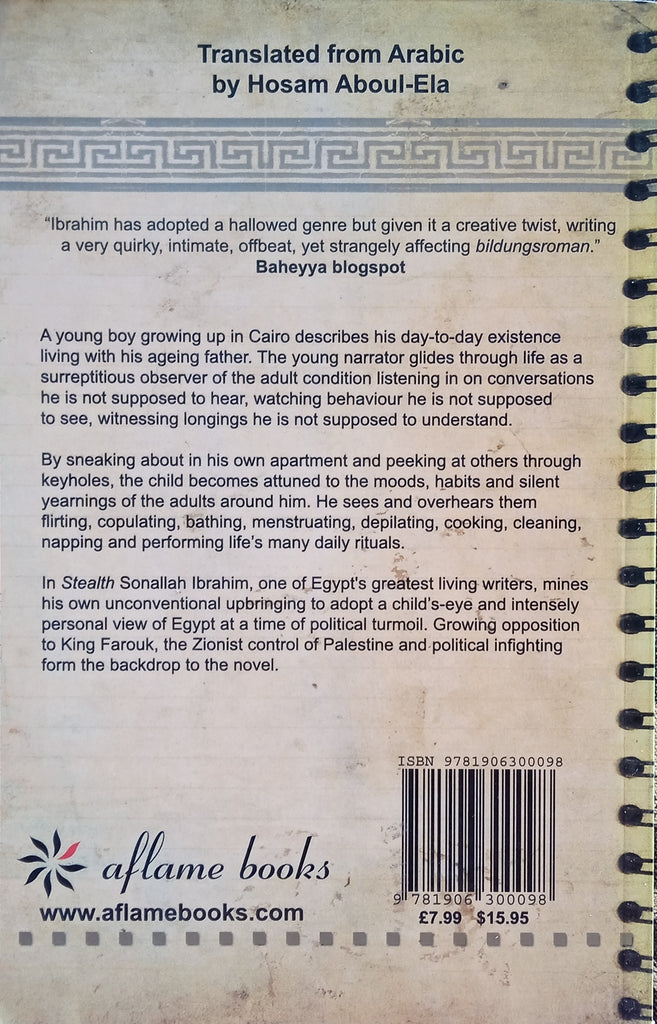 Translated from Arabic
by Hosam Aboul-Ela
“Ibrahim has adopted a hallowed genre but given it a creative twist, writing
a very quirky, intimate, offbeat, yet strangely affecting bildungsroman.”
Baheyya blogspot
A young boy growing up in Cairo describes his day-to-day existence
living with his ageing father. The young narrator glides through life as a
surreptitious observer of the adult condition listening in on conversations
he is not supposed to hear, watching behaviour he is not supposed
to see, witnessing longings he is not supposed to understand.
By sneaking about in his own apartment and peeking at others through
keyholes, the child becomes attuned to the moods, habits and silent
yearnings of the adults around him. He sees and overhears them
flirting, copulating, bathing, menstruating, depilating, cooking, cleaning,
napping and performing life’s many daily rituals.
In Stealth Sonallah Ibrahim, one of Egypt's greatest living writers, mines
his own unconventional upbringing to adopt a child’s-eye and intensely
personal view of Egypt at a time of political turmoil. Growing opposition
to King Farouk, the Zionist control of Palestine and political infighting
form the backdrop to the novel.
ISBN 9781906300098
9 781906 300098
£7.99 $15.95
aflame books
www.aflamebooks.com